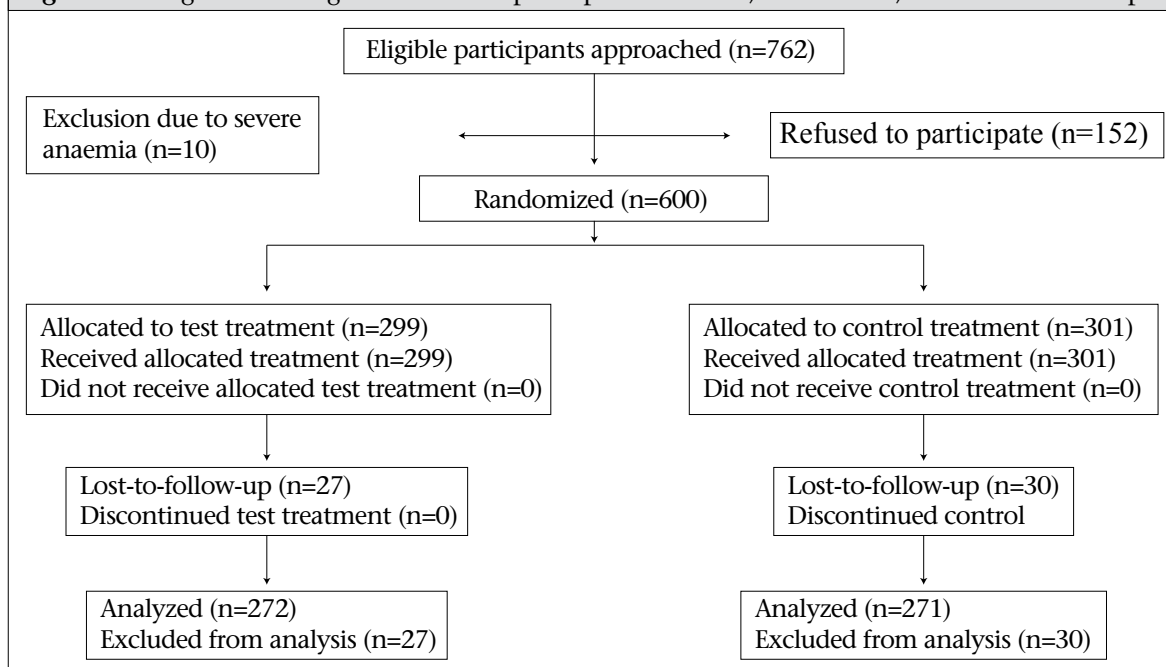 Eligible participants approached (n=762)
Exclusion due to severe
anaemia (n=10)
Refused to participate (n=152)
Randomized (n=600)
Allocated to test treatment (n=299)
Received allocated treatment (n=299)
Did not receive allocated test treatment (n=0)
Allocated to control treatment (n=301)
Received allocated treatment (n=301)
Did not receive control treatment (n=0)
Lost-to-follow-up (n=27)
Discontinued test treatment (n=0)
Lost-to-follow-up (n=30)
Discontinued control
Analyzed (n=272)
Excluded from analysis (n=27)
Analyzed (n=271)
Excluded from analysis (n=30)